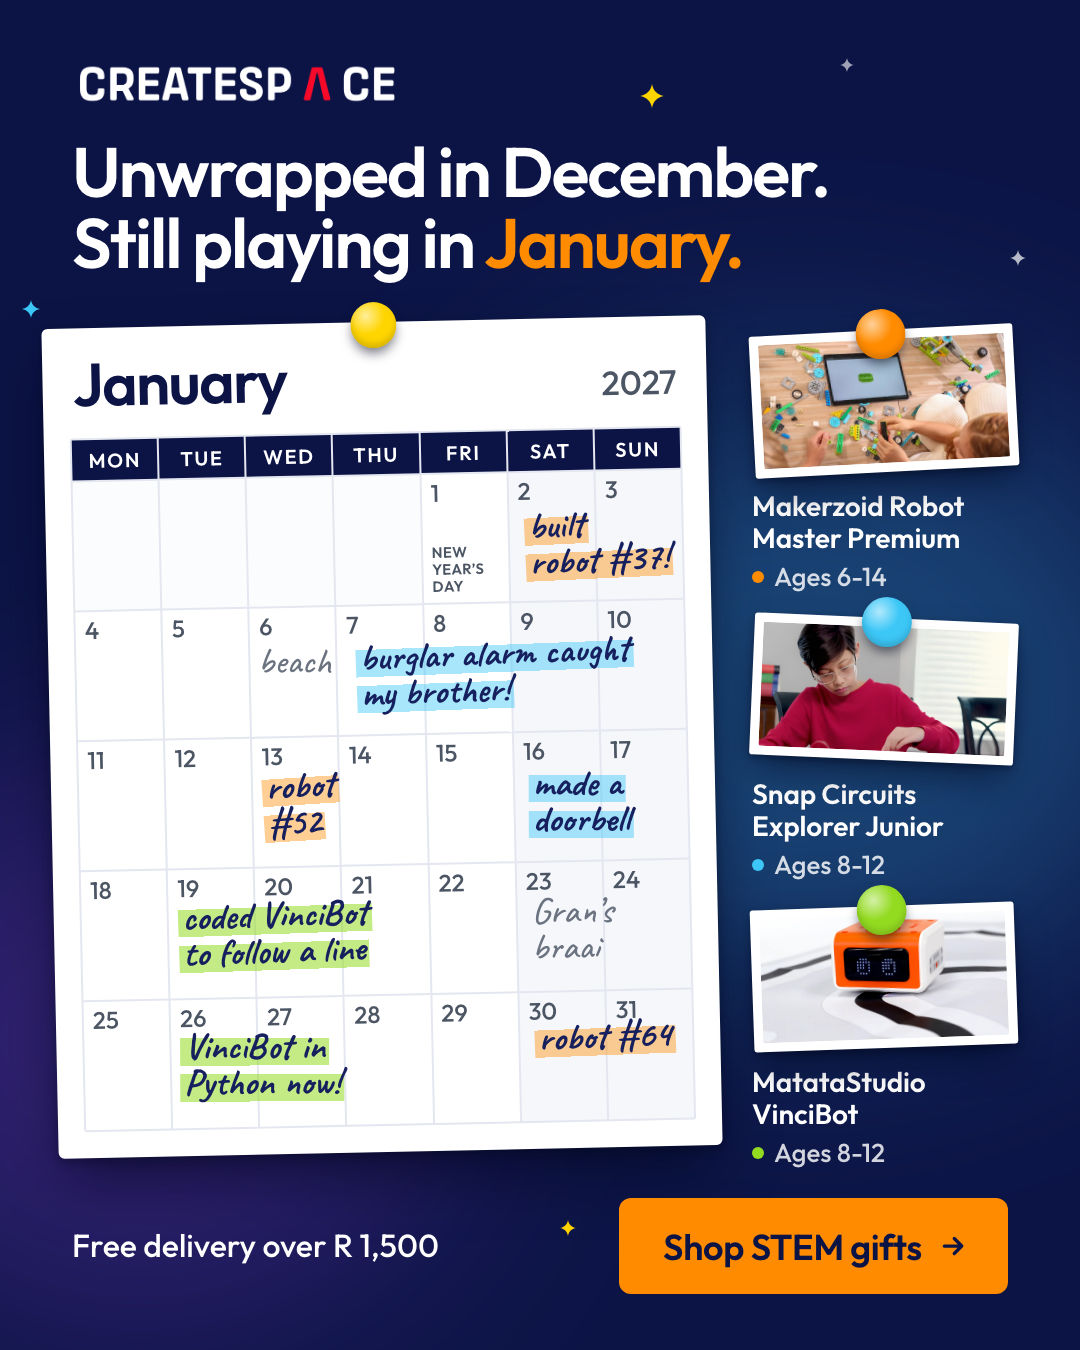 CREATESPACE
Unwrapped in December.
Still playing in January.
January
2027
MON TUE WED THU FRI SAT SUN
1 2 3
NEW
YEAR'S
DAY
built
robot #37!
4 5 6 7 8 9 10
beach
burglar alarm caught
my brother!
11 12 13 14 15 16 17
robot
#52
made a
doorbell
18 19 20 21 22 23 24
coded VinciBot
to follow a line
Gran's
braai
25 26 27 28 29 30 31
VinciBot in
Python now!
robot #64
Makerzoid Robot
Master Premium
Ages 6-14
Snap Circuits
Explorer Junior
Ages 8-12
MatataStudio
VinciBot
Ages 8-12
Free delivery over R 1,500
Shop STEM gifts →